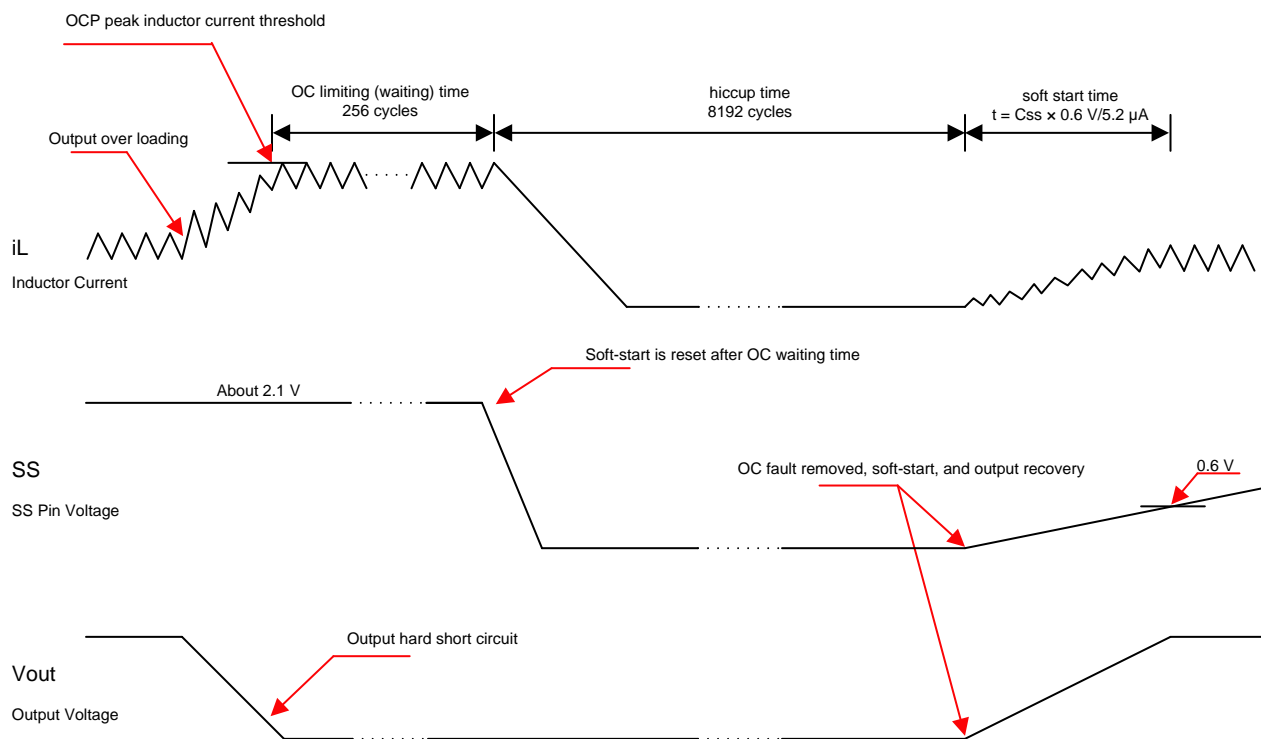 OCP peak inductor current threshold
OC limiting (waiting) time
256 cycles
hiccup time
8192 cycles
soft start time
t = Css × 0.6 V/5.2 µA
Output over loading
iL
Inductor Current
Soft-start is reset after OC waiting time
About 2.1 V
SS
SS Pin Voltage
OC fault removed, soft-start, and output recovery
0.6 V
Output hard short circuit
Vout
Output Voltage